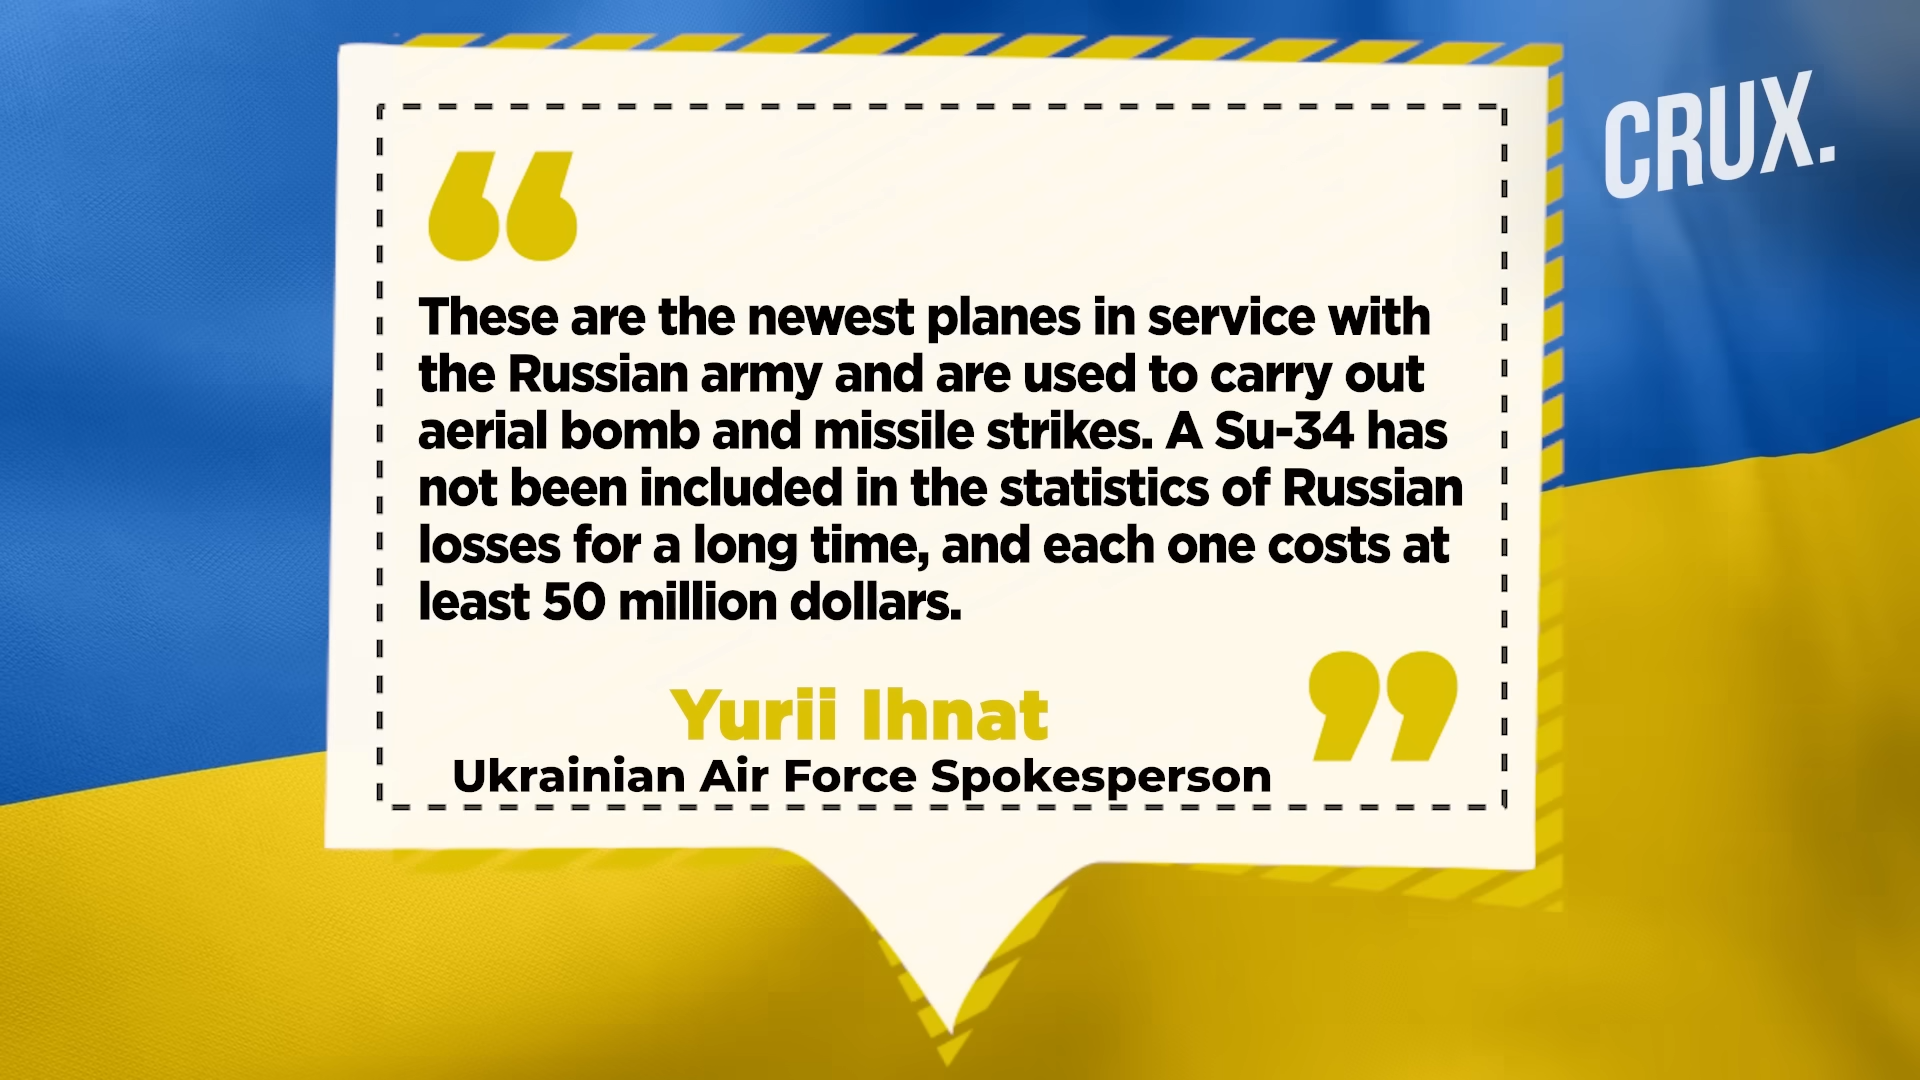 CRUX.
“
These are the newest planes in service with
the Russian army and are used to carry out
aerial bomb and missile strikes. A Su-34 has
not been included in the statistics of Russian
losses for a long time, and each one costs at
least 50 million dollars.
”
Yurii Ihnat
Ukrainian Air Force Spokesperson